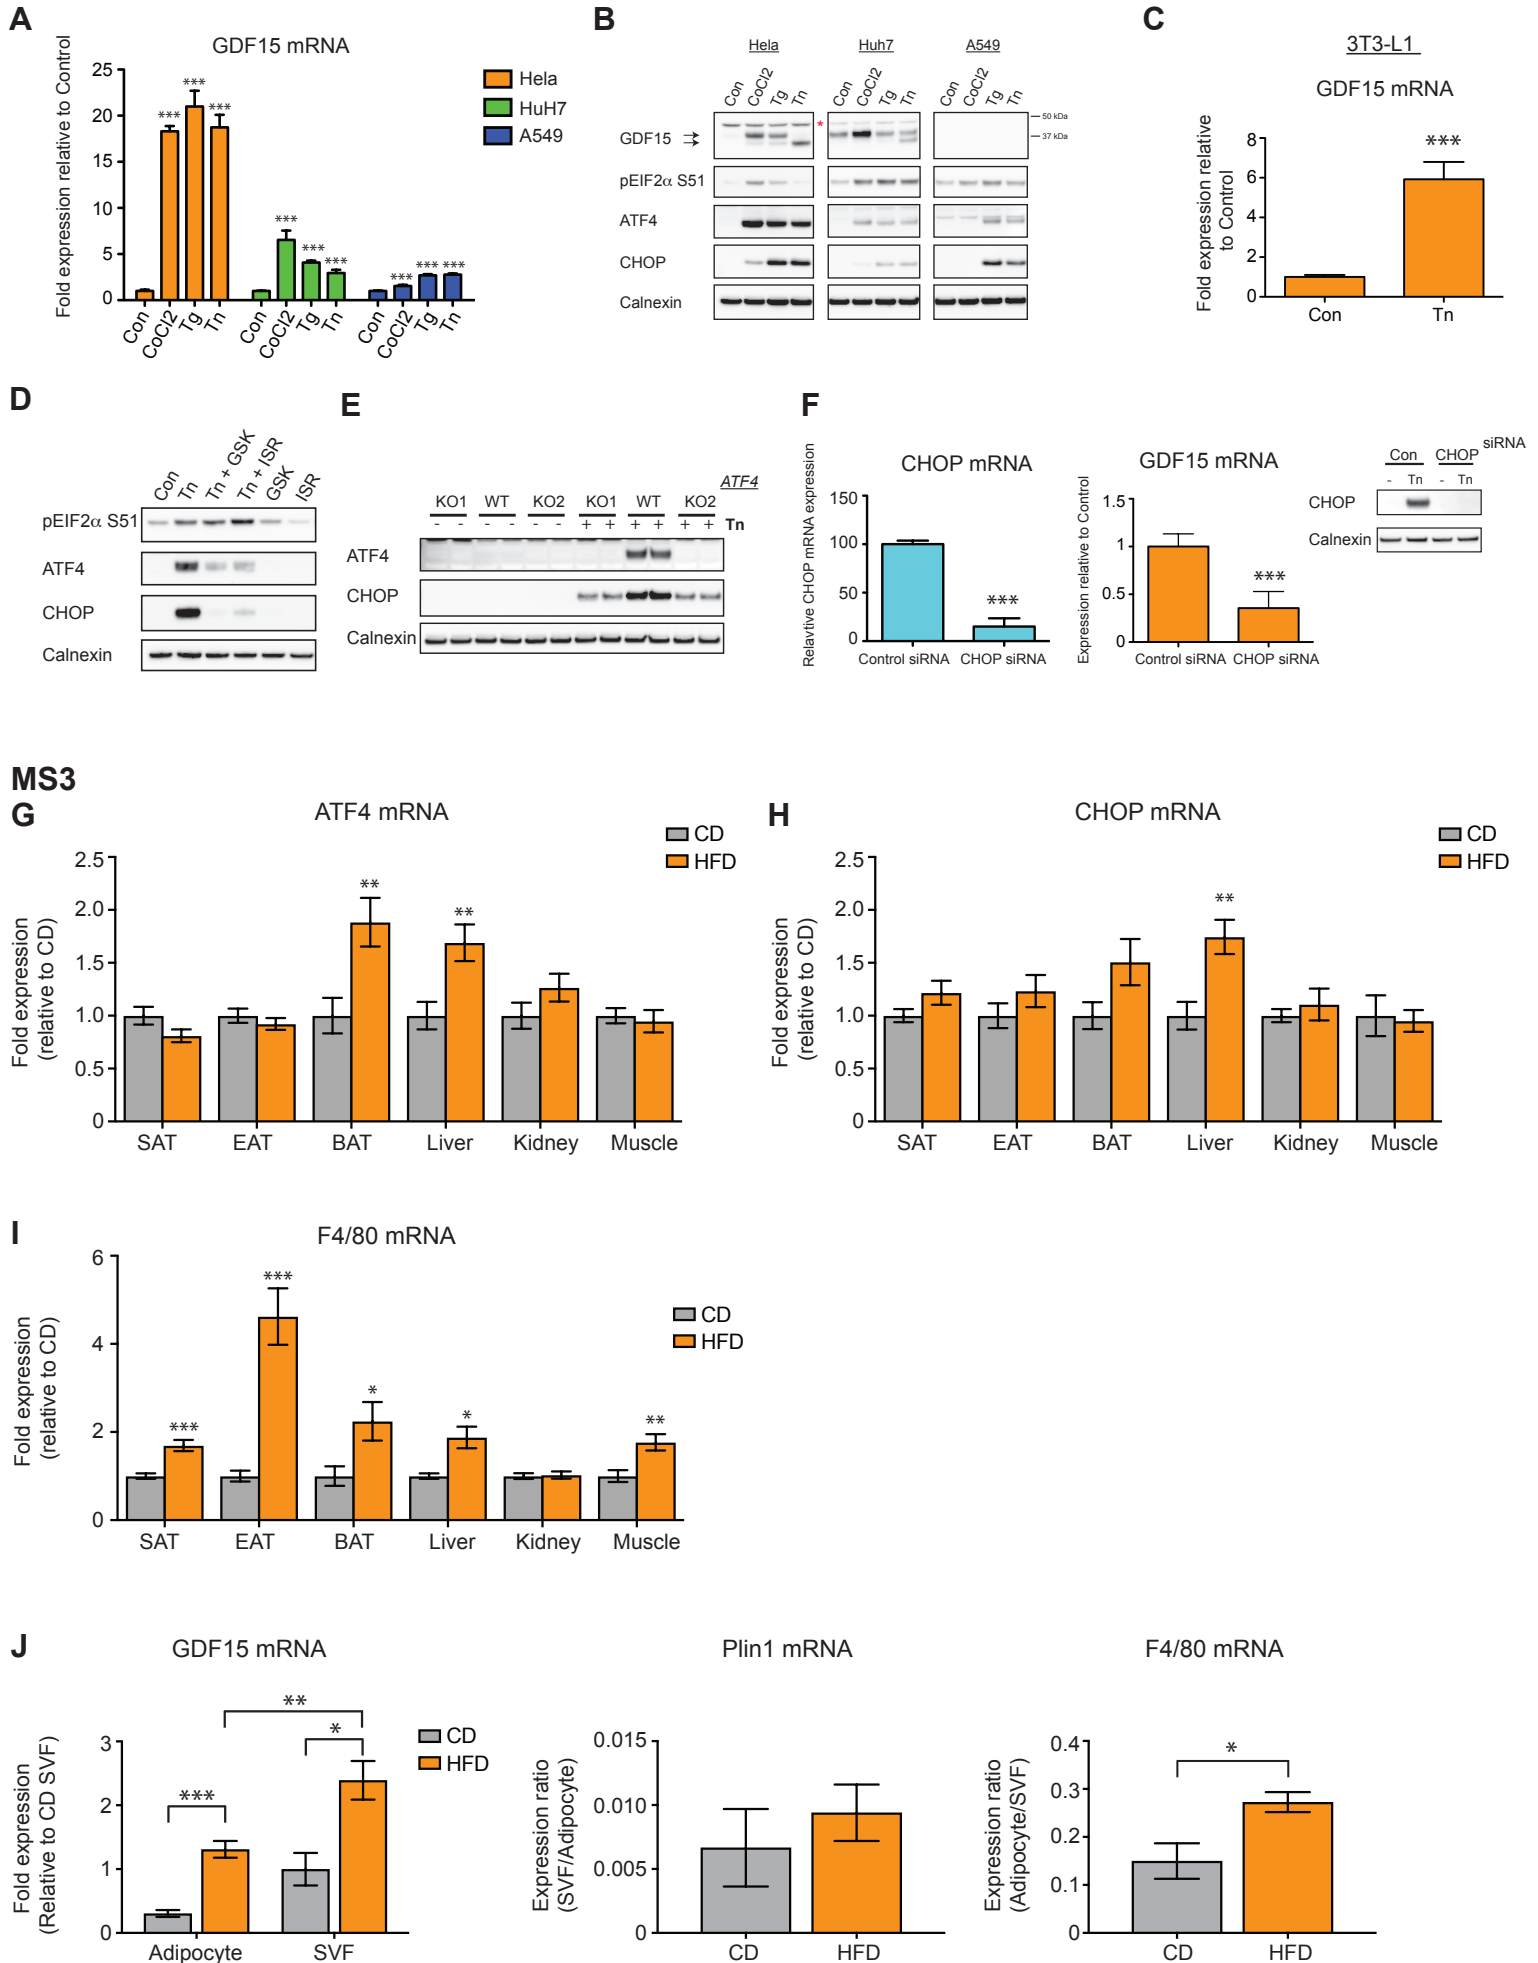 A
GDF15 mRNA
Fold expression relative to Control
25
20
15
10
5
0
*** *** ***
*** *** ***
*** *** ***
Con CoCl2 Tg Tn Con CoCl2 Tg Tn Con CoCl2 Tg Tn
Hela
HuH7
A549
B
Hela Huh7 A549
Con CoCl2 Tg Tn Con CoCl2 Tg Tn Con CoCl2 Tg Tn
GDF15
*
50 kDa
37 kDa
pEIF2α S51
ATF4
CHOP
Calnexin
C
3T3-L1
GDF15 mRNA
Fold expression relative
to Control
8
6
4
2
0
***
Con Tn
D
Con Tn Tn + GSK Tn + ISR GSK ISR
pEIF2α S51
ATF4
CHOP
Calnexin
E
ATF4
KO1 WT KO2 KO1 WT KO2
- - - - - - + + + + + + Tn
ATF4
CHOP
Calnexin
F
CHOP mRNA
Relavtive CHOP mRNA expression
150
100
50
0
***
Control siRNA CHOP siRNA
GDF15 mRNA
Expression relative to Control
1.5
1
0.5
0
***
Control siRNA CHOP siRNA
siRNA
Con CHOP
- Tn - Tn
CHOP
Calnexin
MS3
G
ATF4 mRNA
CD
HFD
Fold expression
(relative to CD)
2.5
2.0
1.5
1.0
0.5
0
** **
SAT EAT BAT Liver Kidney Muscle
H
CHOP mRNA
CD
HFD
Fold expression
(relative to CD)
2.5
2.0
1.5
1.0
0.5
0
**
SAT EAT BAT Liver Kidney Muscle
I
F4/80 mRNA
CD
HFD
Fold expression
(relative to CD)
6
4
2
0
*** *** * * **
SAT EAT BAT Liver Kidney Muscle
J
GDF15 mRNA
CD
HFD
Fold expression
(Relative to CD SVF)
3
2
1
0
**
*
***
Adipocyte SVF
Plin1 mRNA
Expression ratio
(SVF/Adipocyte)
0.015
0.010
0.005
0
CD HFD
F4/80 mRNA
Expression ratio
(Adipocyte/SVF)
0.4
0.3
0.2
0.1
0
*
CD HFD